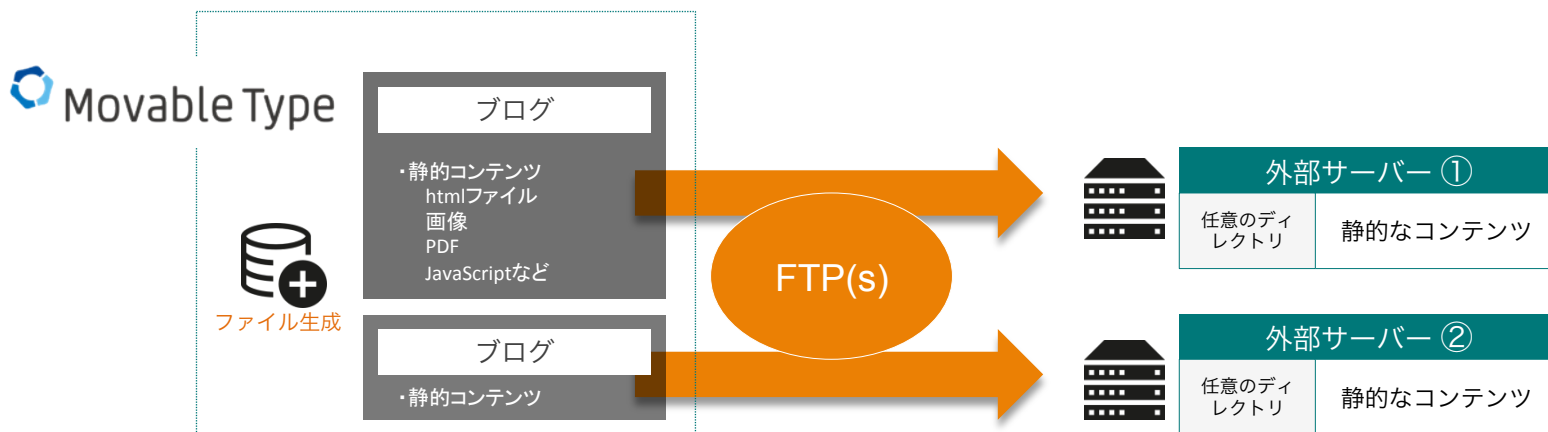 Movable Type
ファイル生成
ブログ
・静的コンテンツ
htmlファイル
画像
PDF
JavaScriptなど
ブログ
・静的コンテンツ
FTP(s)
外部サーバー ①
任意のディ
レクトリ
静的なコンテンツ
外部サーバー ②
任意のディ
レクトリ
静的なコンテンツ